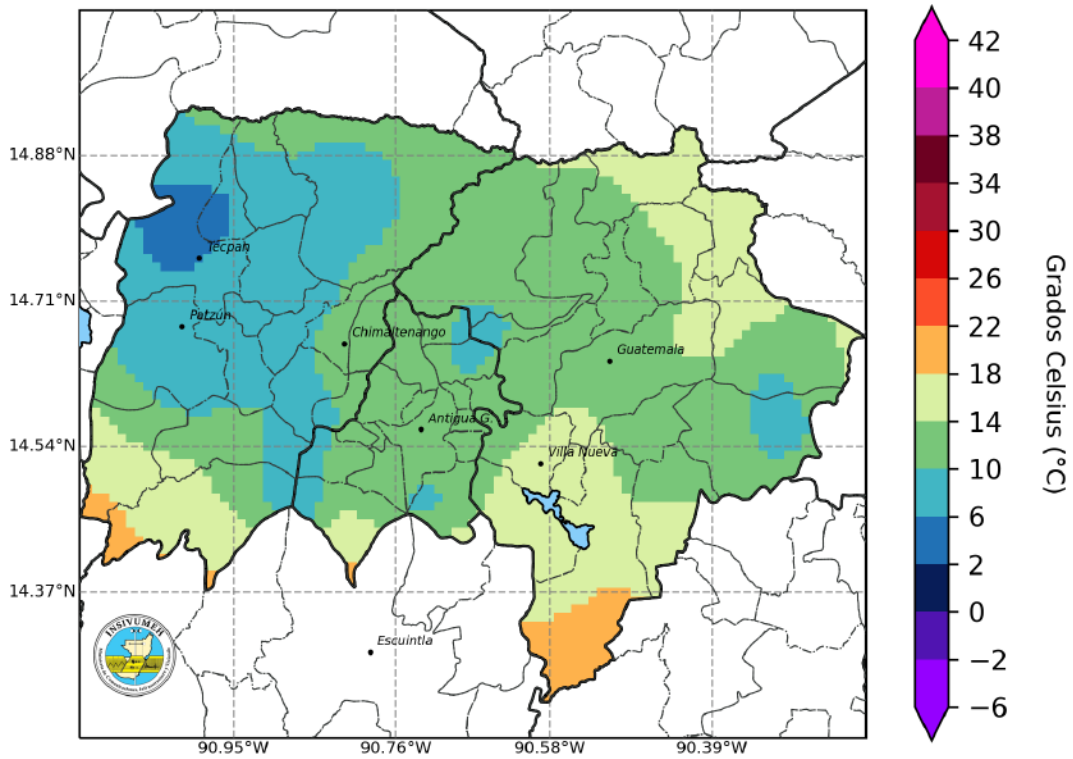 14.88°N
14.71°N
14.54°N
14.37°N
90.95°W
90.76°W
90.58°W
90.39°W
Tecpán
Patzún
Chimaltenango
Guatemala
Antigua G.
Villa Nueva
Escuintla
INSIVUMEH
42
40
38
34
30
26
22
18
14
10
6
2
0
−2
−6
Grados Celsius (°C)